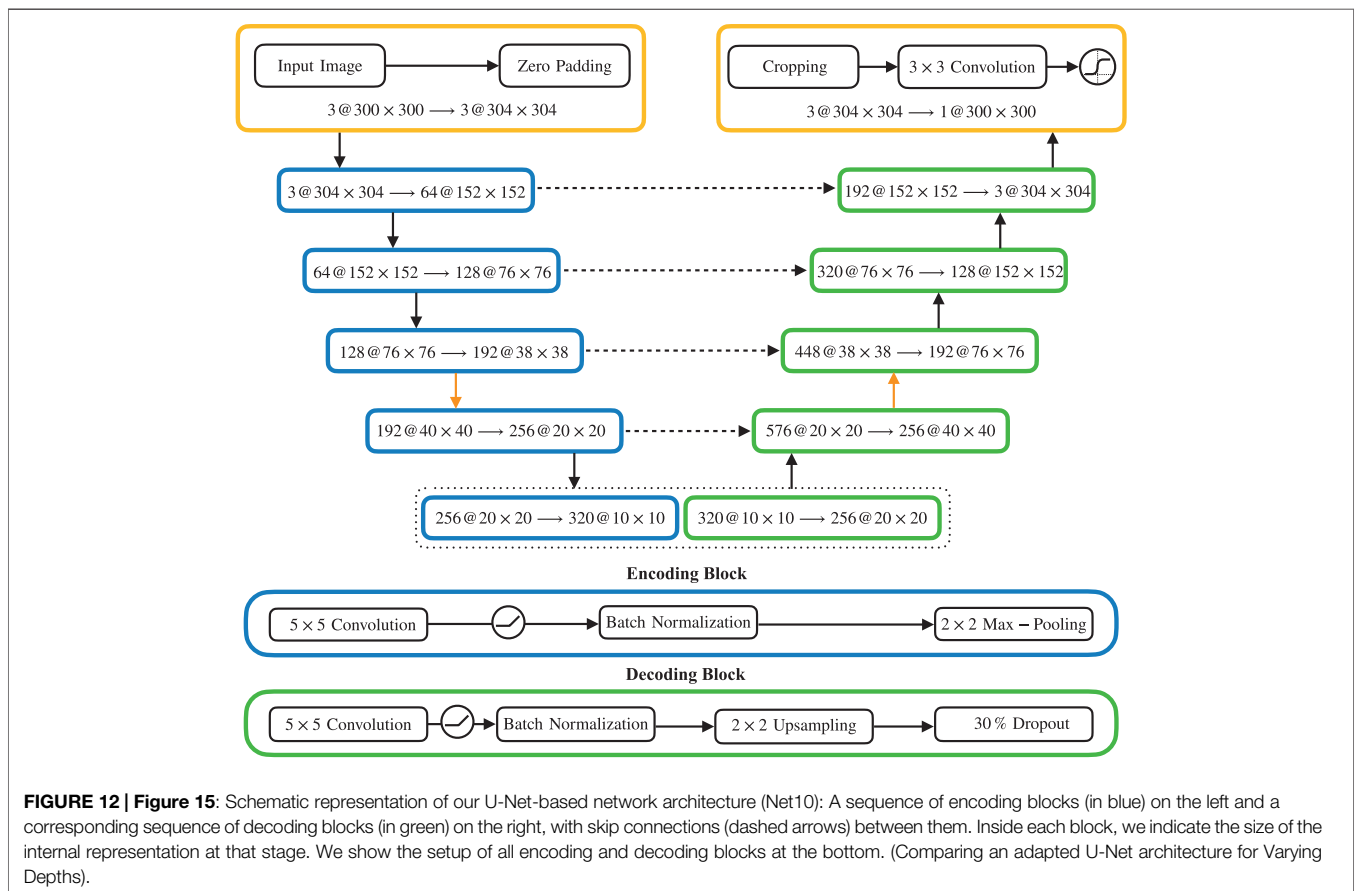 Input Image
Zero Padding
3@300 × 300 ⟶ 3@304 × 304
Cropping
3 × 3 Convolution
3@304 × 304 ⟶ 1@300 × 300
3@304 × 304 ⟶ 64@152 × 152
192@152 × 152 ⟶ 3@304 × 304
64@152 × 152 ⟶ 128@76 × 76
320@76 × 76 ⟶ 128@152 × 152
128@76 × 76 ⟶ 192@38 × 38
448@38 × 38 ⟶ 192@76 × 76
192@40 × 40 ⟶ 256@20 × 20
576@20 × 20 ⟶ 256@40 × 40
256@20 × 20 ⟶ 320@10 × 10
320@10 × 10 ⟶ 256@20 × 20
Encoding Block
5 × 5 Convolution
Batch Normalization
2 × 2 Max – Pooling
Decoding Block
5 × 5 Convolution
Batch Normalization
2 × 2 Upsampling
30 % Dropout
FIGURE 12 | Figure 15: Schematic representation of our U-Net-based network architecture (Net10): A sequence of encoding blocks (in blue) on the left and a
corresponding sequence of decoding blocks (in green) on the right, with skip connections (dashed arrows) between them. Inside each block, we indicate the size of the
internal representation at that stage. We show the setup of all encoding and decoding blocks at the bottom. (Comparing an adapted U-Net architecture for Varying
Depths).